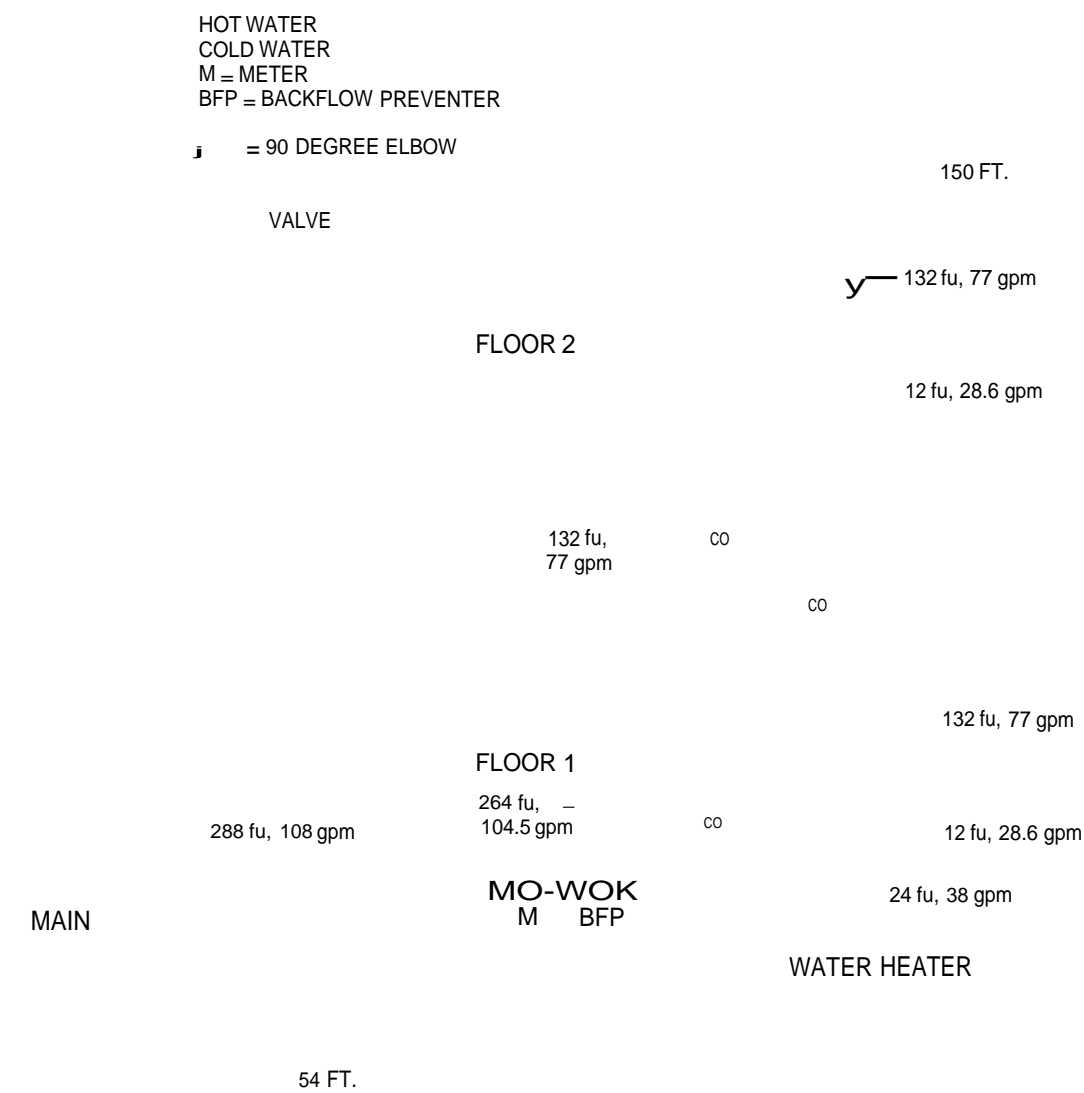 HOT WATER
COLD WATER
M = METER
BFP = BACKFLOW PREVENTER
j = 90 DEGREE ELBOW
150 FT.
VALVE
y— 132 fu, 77 gpm
FLOOR 2
12 fu, 28.6 gpm
132 fu,
77 gpm
CO
CO
132 fu, 77 gpm
FLOOR 1
264 fu, –
104.5 gpm
288 fu, 108 gpm
CO
12 fu, 28.6 gpm
MO-WOK
24 fu, 38 gpm
MAIN
M BFP
WATER HEATER
54 FT.